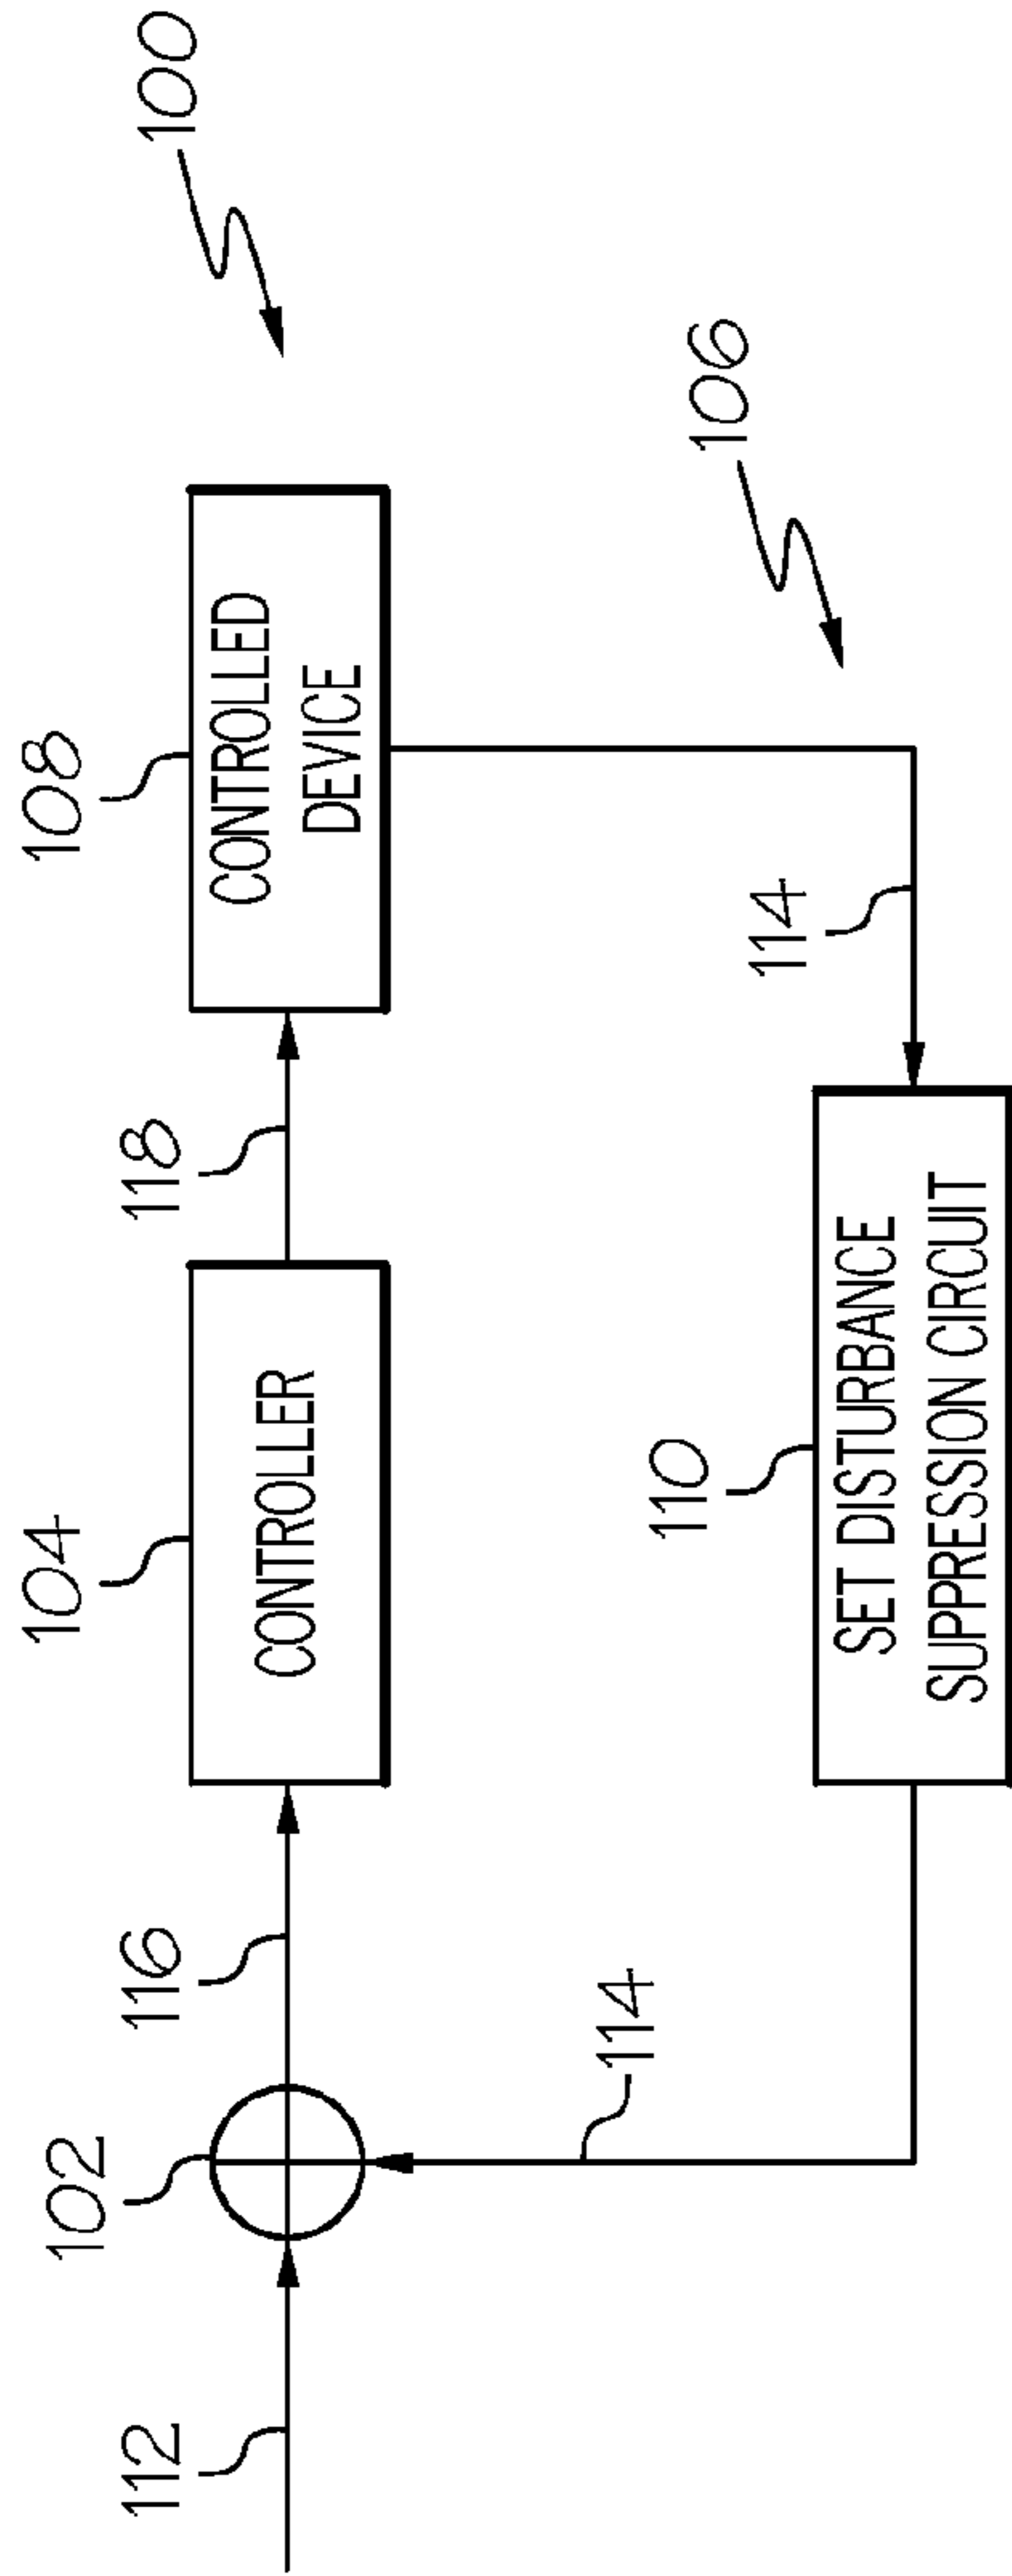 100
108
CONTROLLED
DEVICE
118
104
CONTROLLER
116
102
112
106
114
110
SET DISTURBANCE
SUPPRESSION CIRCUIT
114